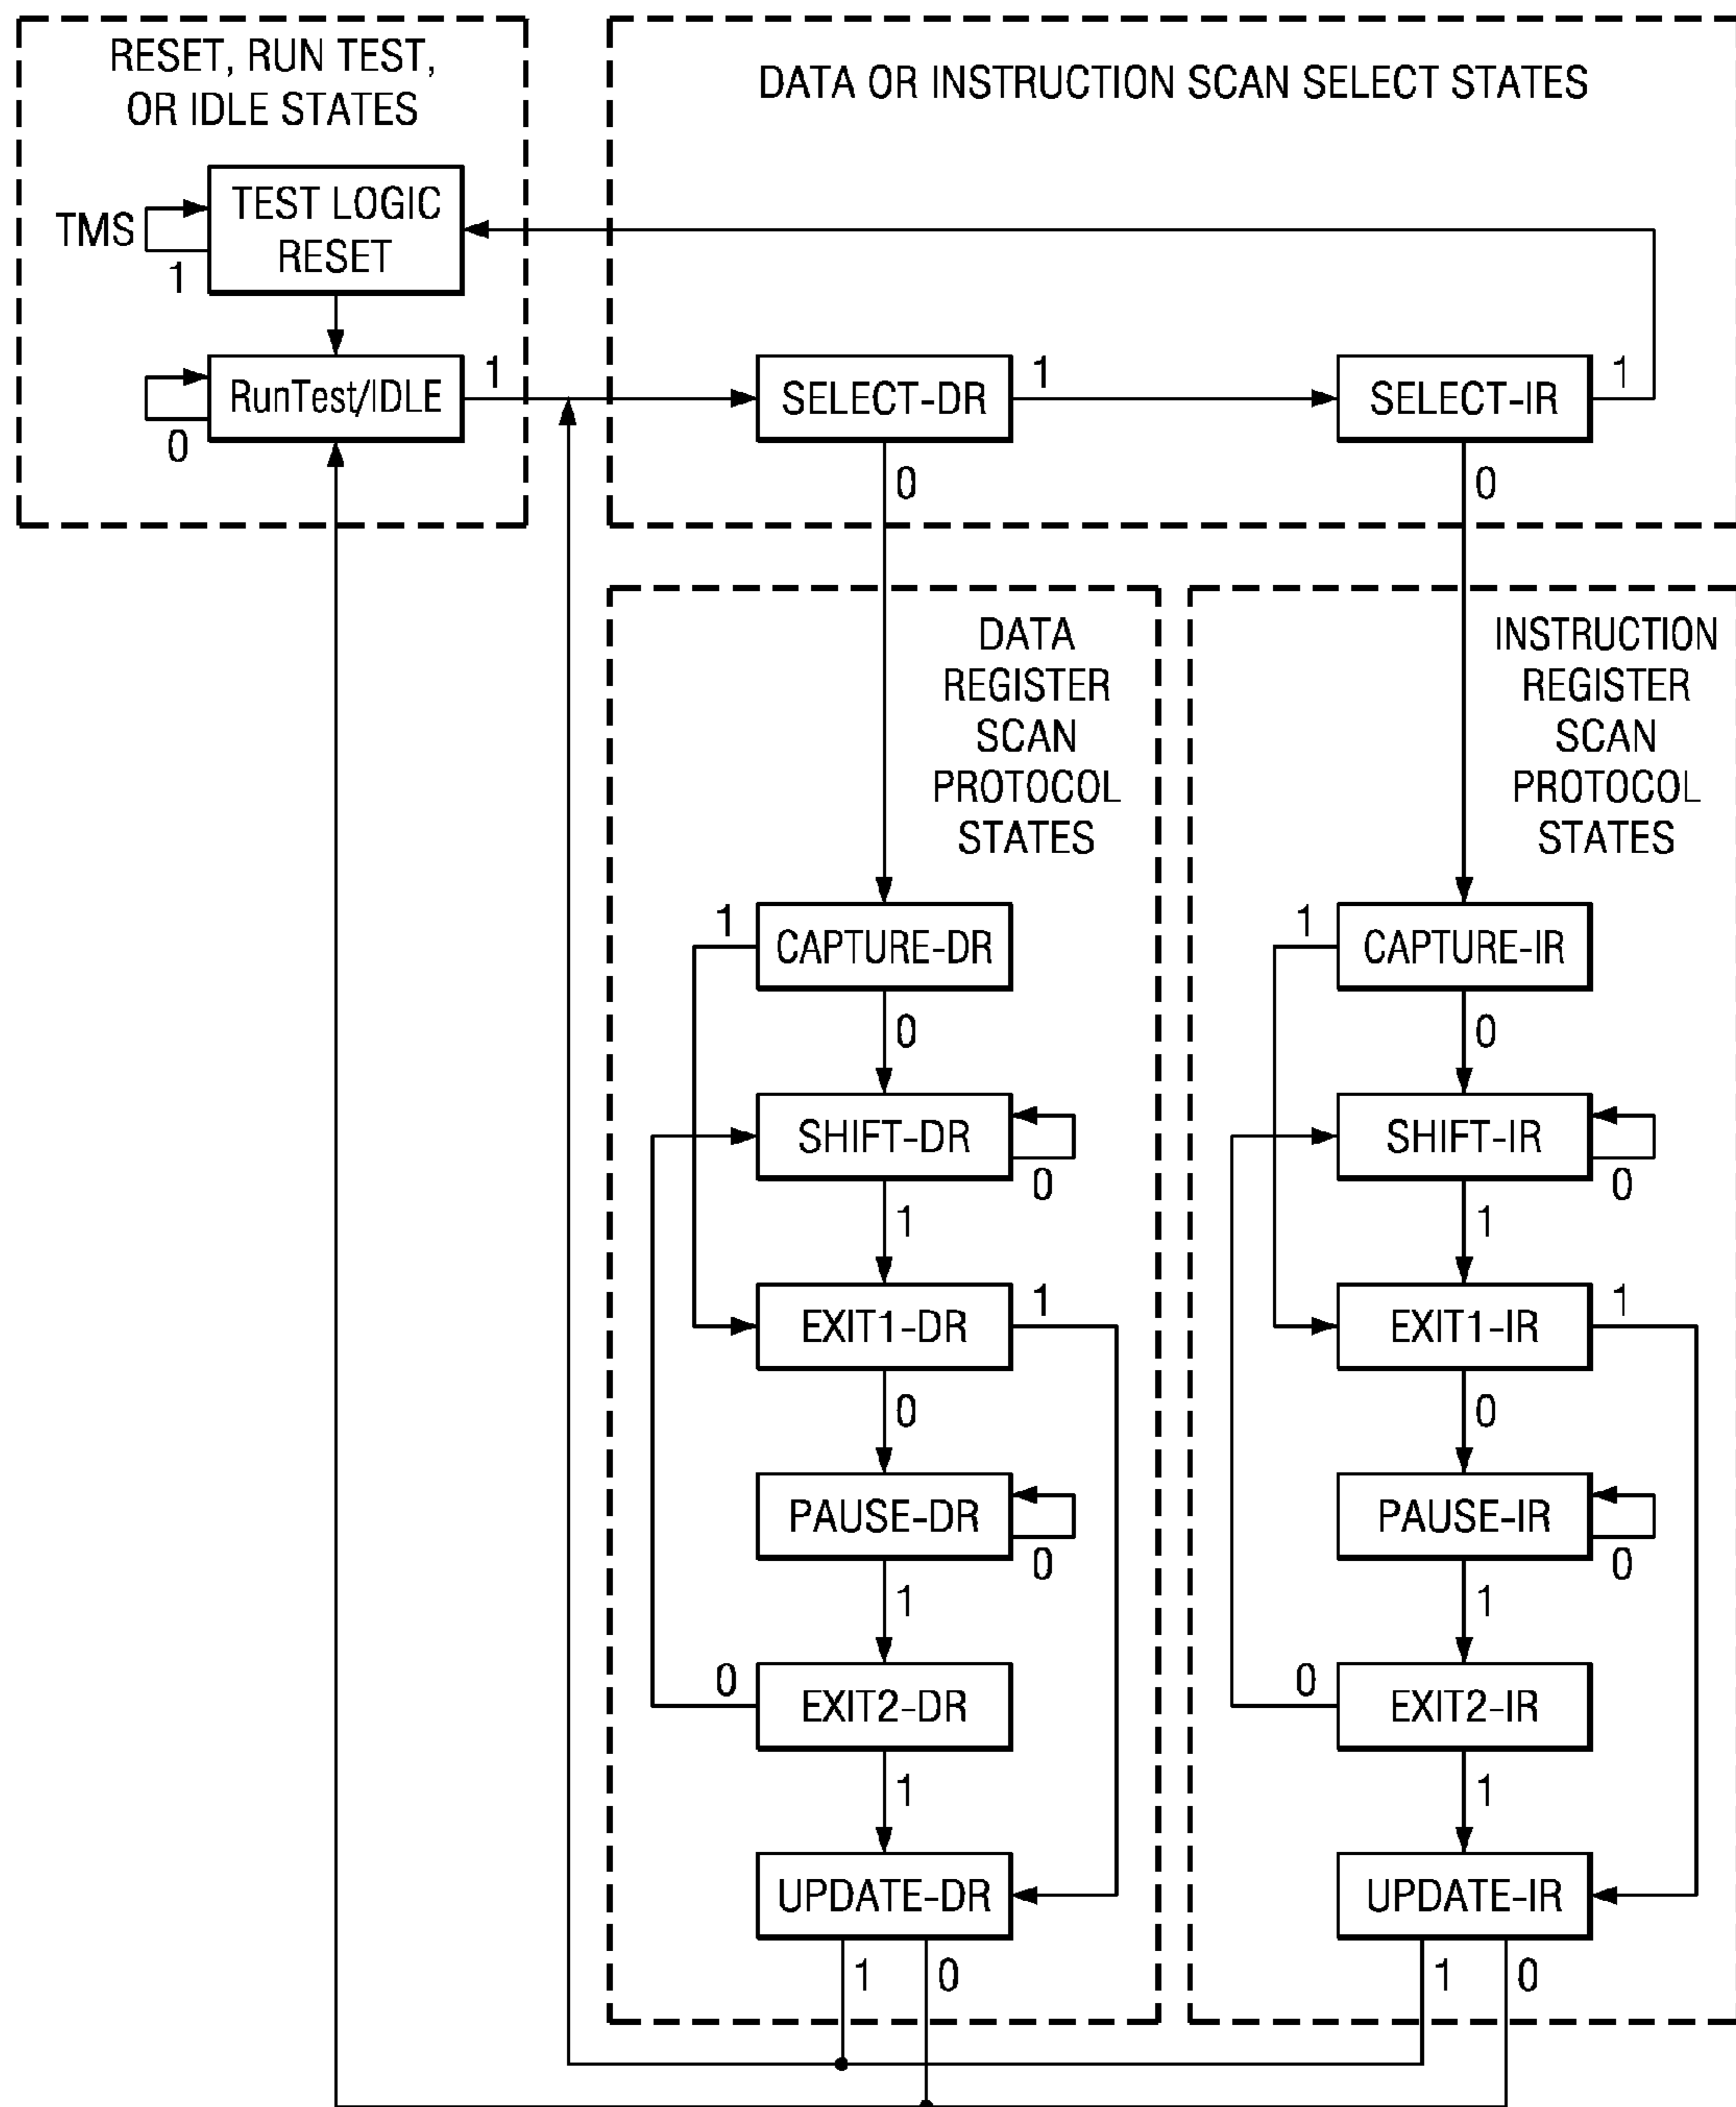 RESET, RUN TEST,
OR IDLE STATES
DATA OR INSTRUCTION SCAN SELECT STATES
TEST LOGIC
RESET
TMS
1
RunTest/IDLE
1
0
SELECT-DR
1
0
SELECT-IR
1
0
DATA
REGISTER
SCAN
PROTOCOL
STATES
1
CAPTURE-DR
0
SHIFT-DR
0
1
EXIT1-DR
1
0
PAUSE-DR
0
1
0
EXIT2-DR
1
UPDATE-DR
1
0
INSTRUCTION
REGISTER
SCAN
PROTOCOL
STATES
1
CAPTURE-IR
0
SHIFT-IR
0
1
EXIT1-IR
1
0
PAUSE-IR
0
1
0
EXIT2-IR
1
UPDATE-IR
1
0